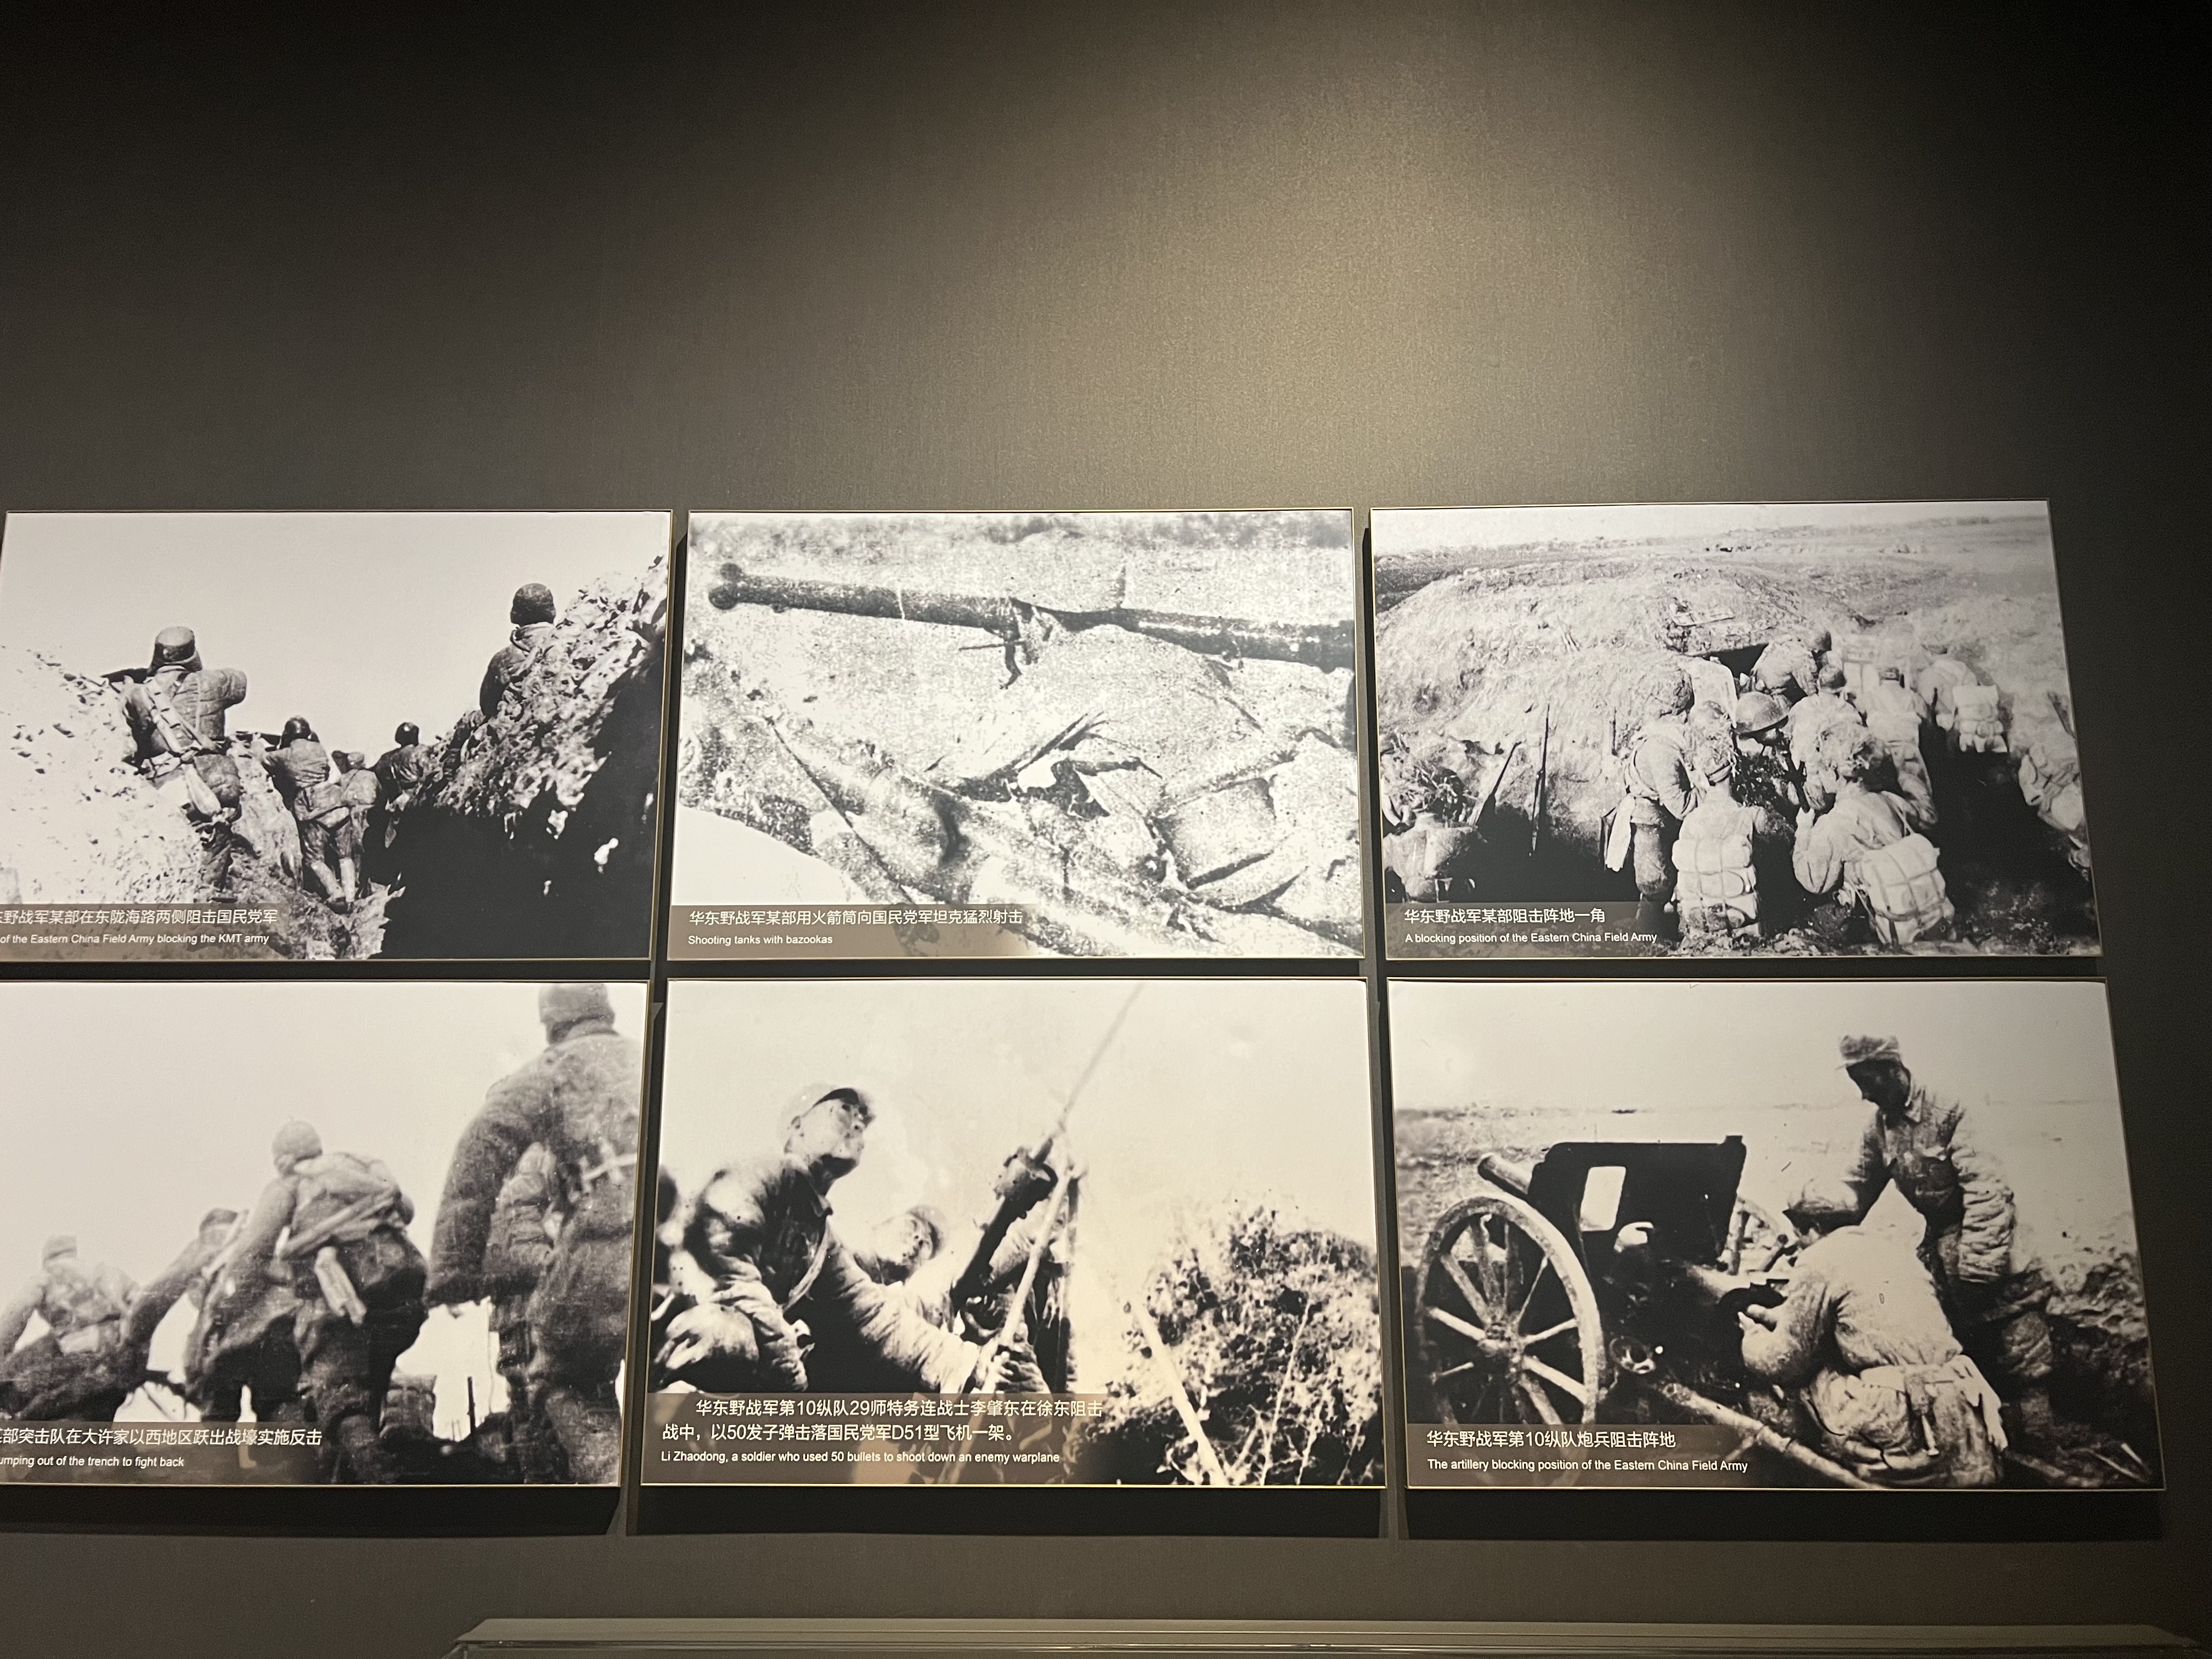 野战军某部在东陇海路两侧阻击国民党军
of the Eastern China Field Army blocking the KMT army
华东野战军某部用火箭筒向国民党军坦克猛烈射击
Shooting tanks with bazookas
华东野战军某部阻击阵地一角
A blocking position of the Eastern China Field Army
部突击队在大许家以西地区跃出战壕实施反击
umping out of the trench to fight back
华东野战军第10纵队29师特务连战士李肇东在徐东阻击
战中，以50发子弹击落国民党军D51型飞机一架。
Li Zhaodong, a soldier who used 50 bullets to shoot down an enemy warplane
华东野战军第10纵队炮兵阻击阵地
The artillery blocking position of the Eastern China Field Army